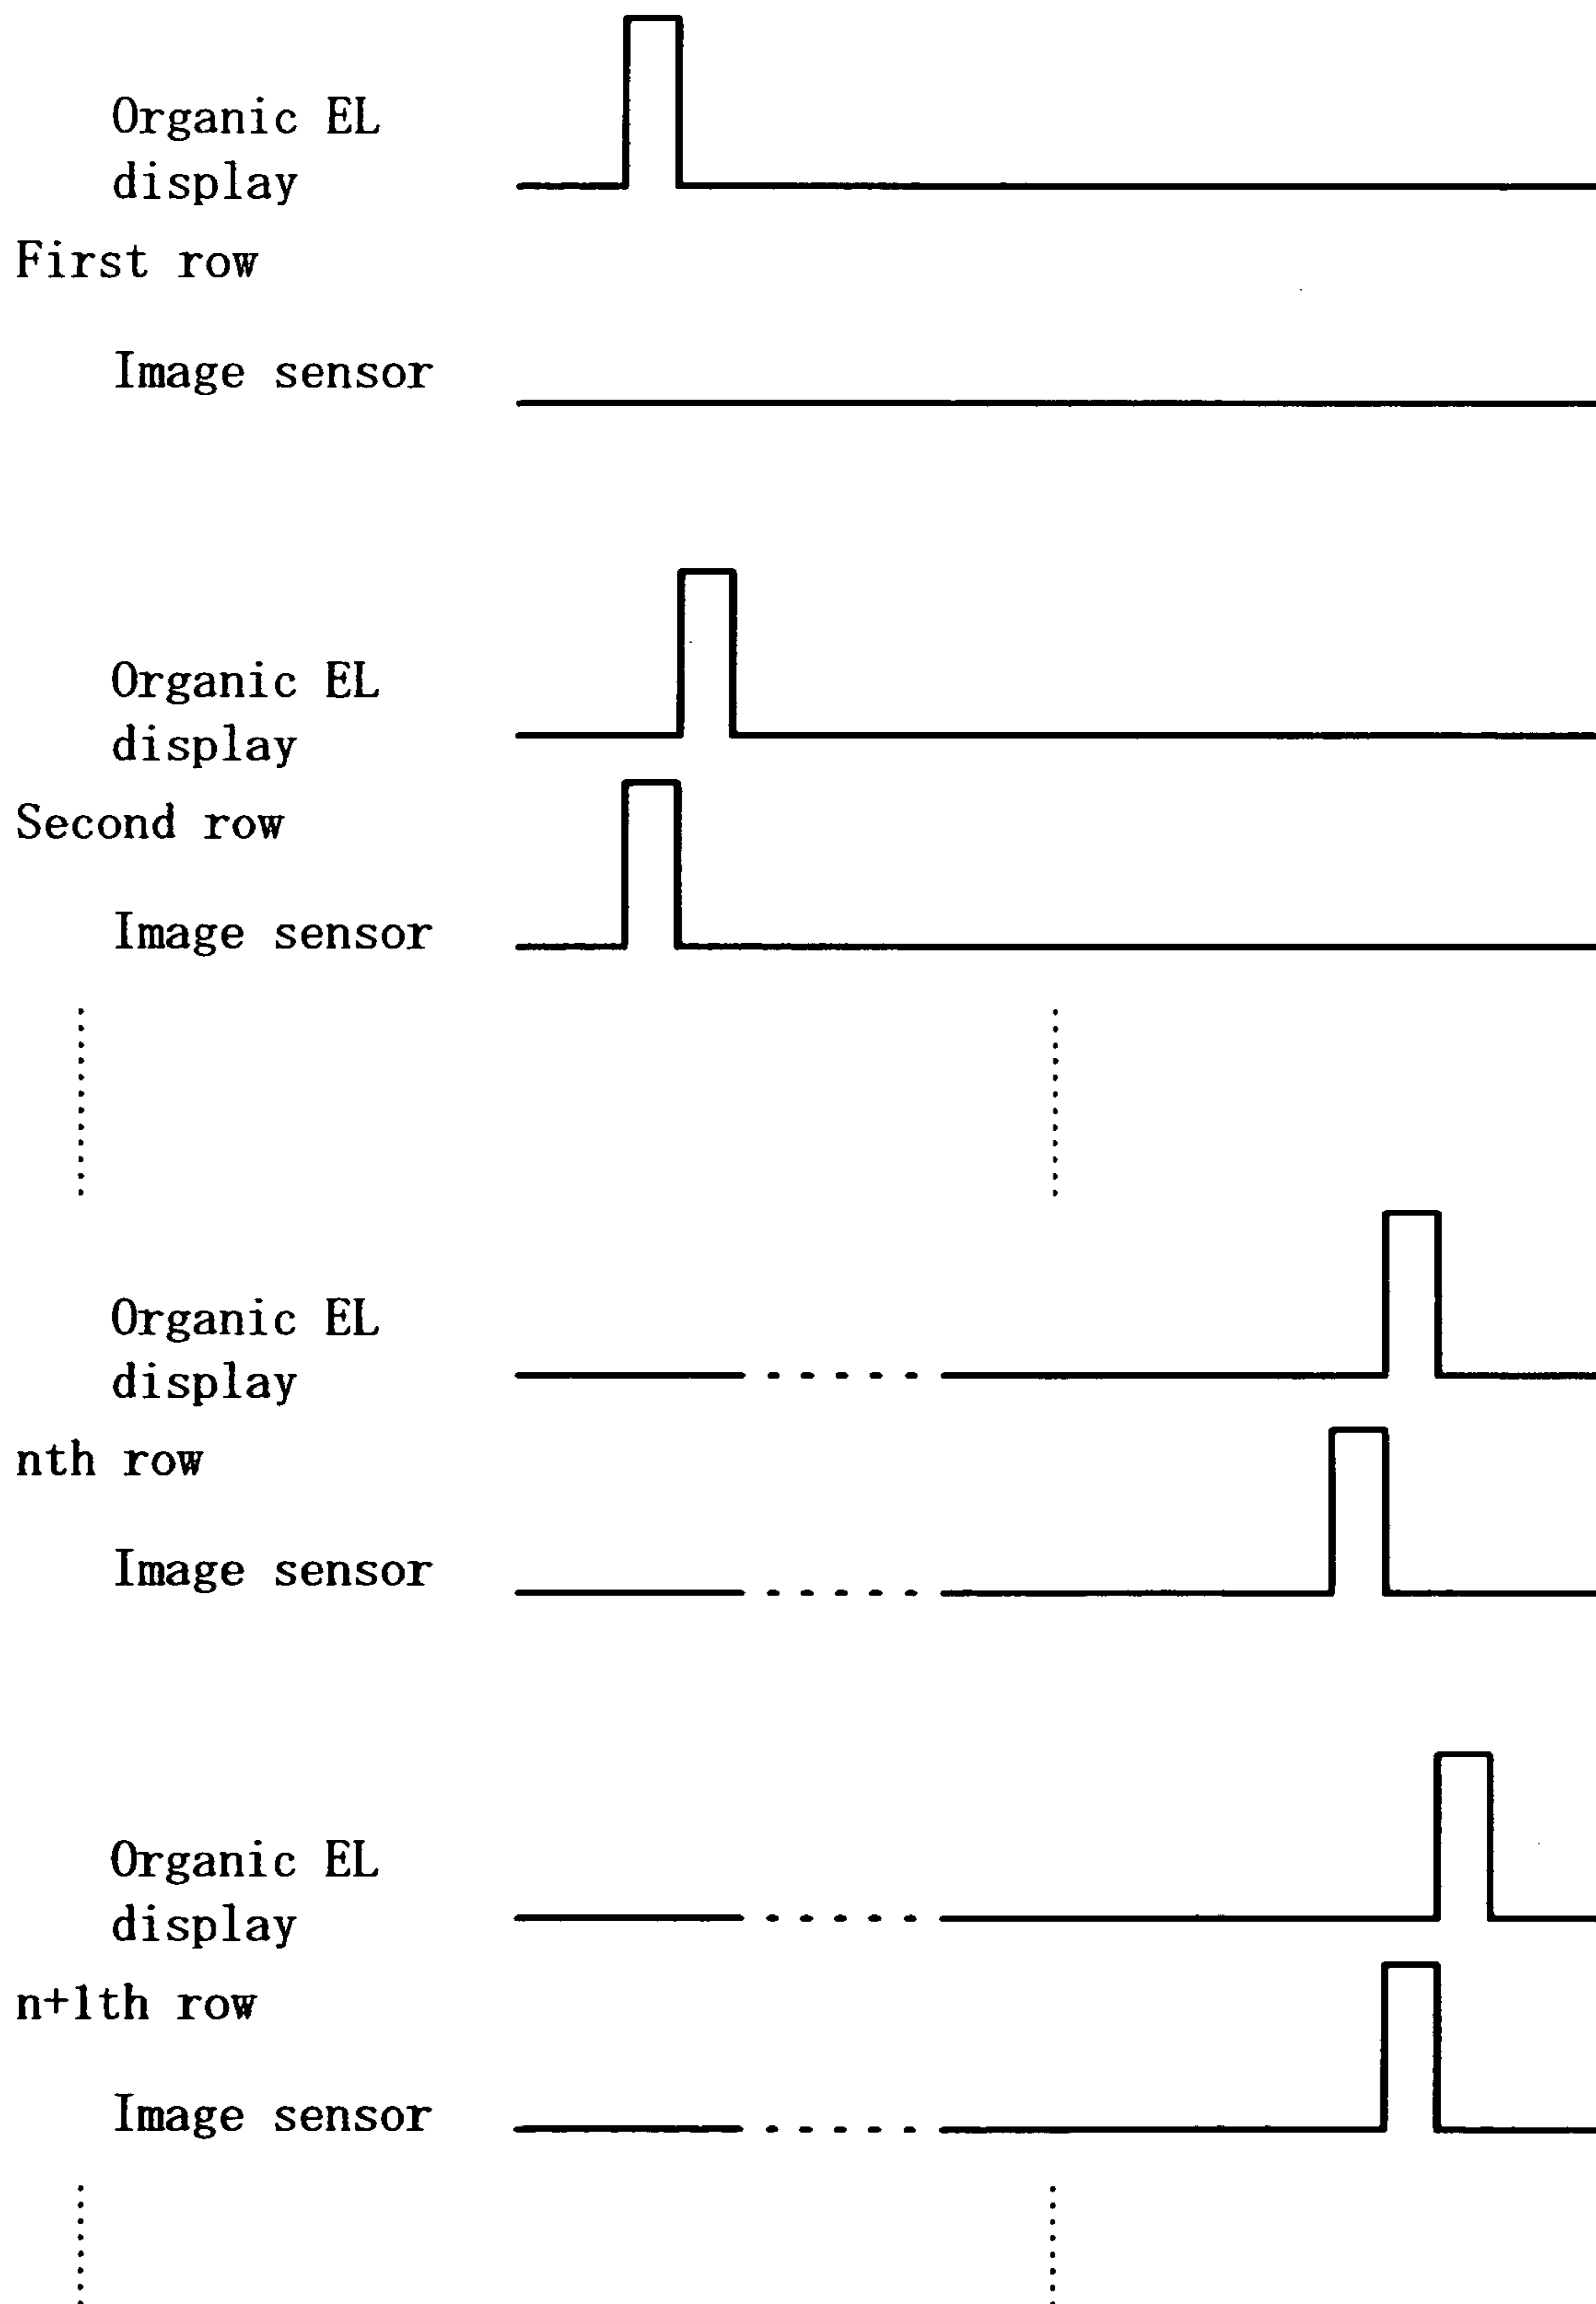 Organic EL
display
First row
Image sensor
Organic EL
display
Second row
Image sensor
Organic EL
display
nth row
Image sensor
Organic EL
display
n+1th row
Image sensor